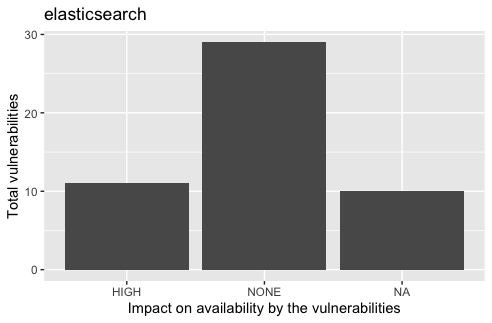 elasticsearch
30
20
10
0
Total vulnerabilities
HIGH NONE NA
Impact on availability by the vulnerabilities